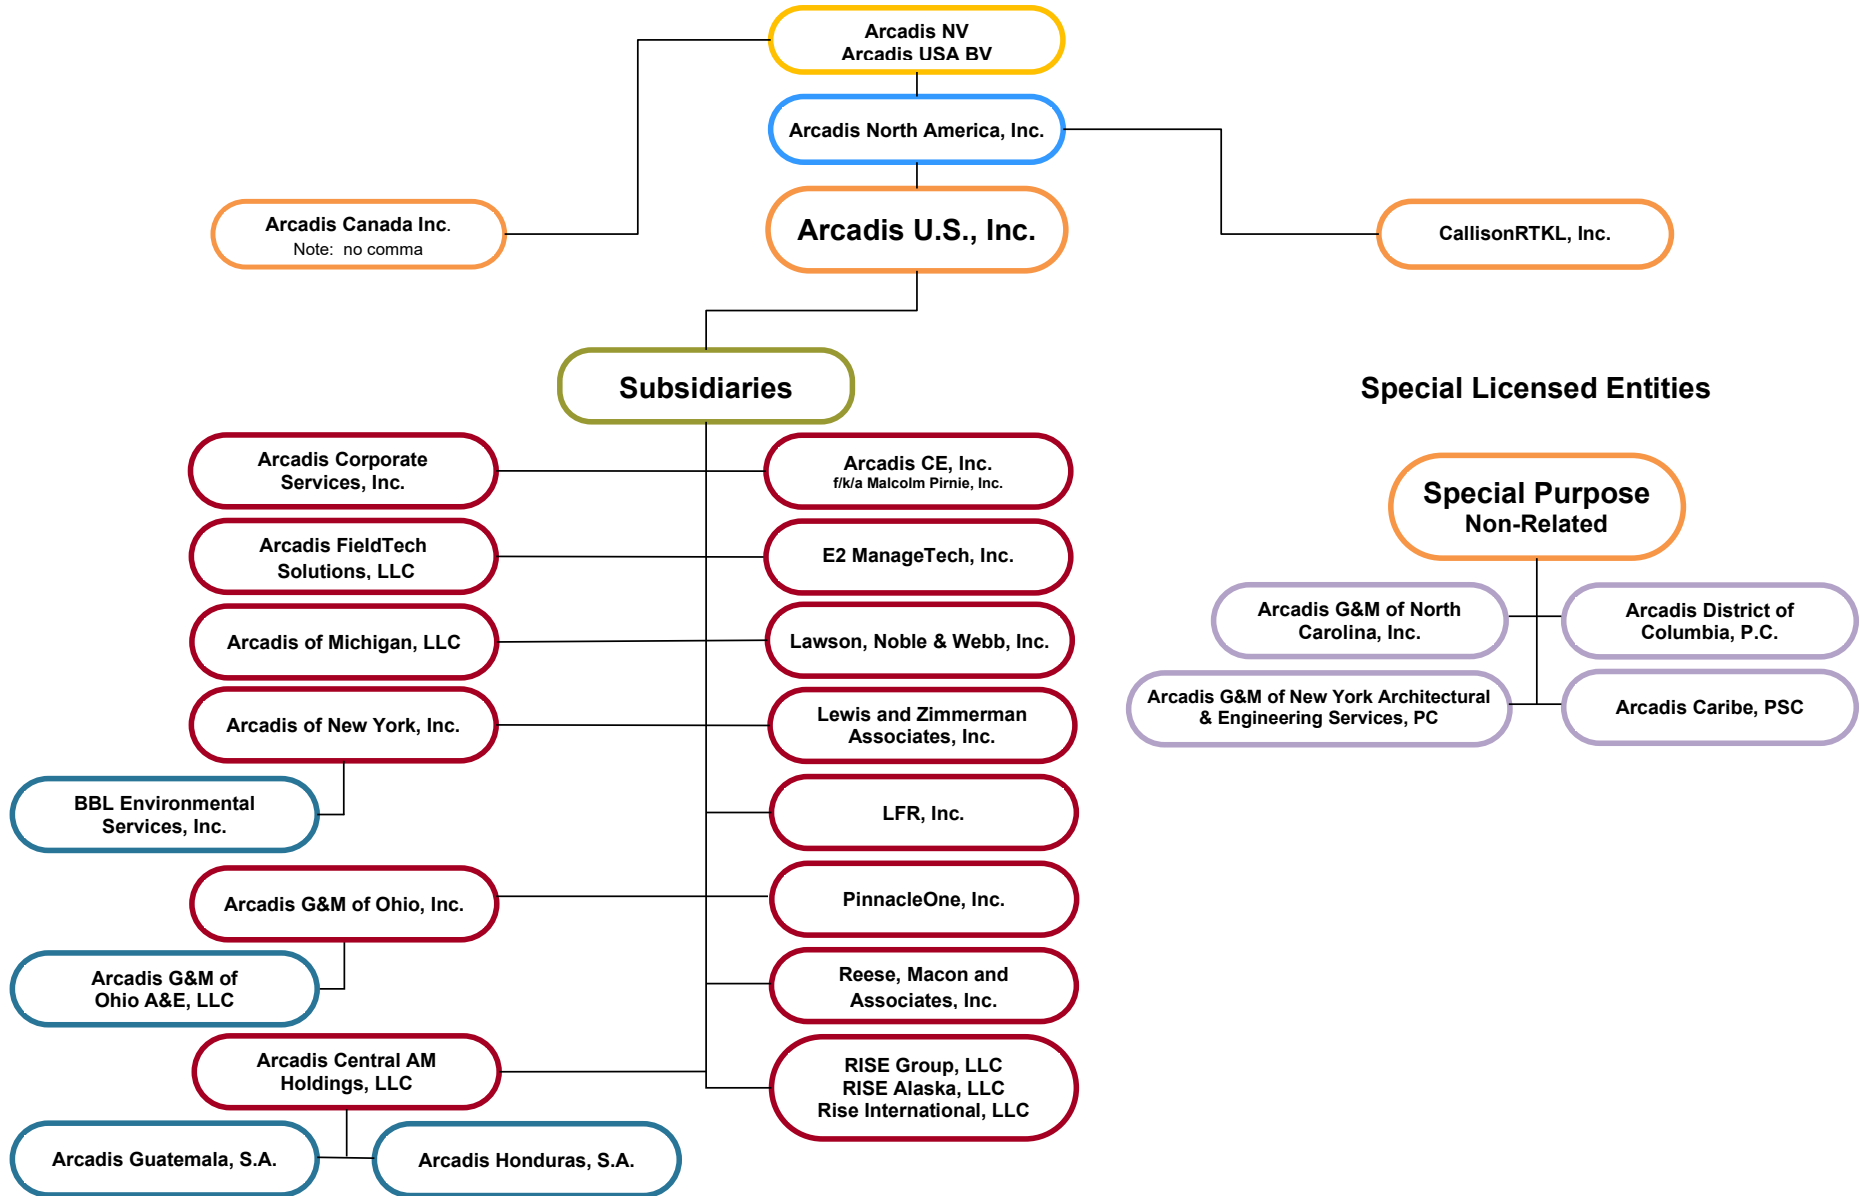 Arcadis NV
Arcadis USA BV
Arcadis North America, Inc.
Arcadis Canada Inc.
Note: no comma
Arcadis U.S., Inc.
CallisonRTKL, Inc.
Subsidiaries
Special Licensed Entities
Arcadis Corporate
Services, Inc.
Arcadis CE, Inc.
f/k/a Malcolm Pirnie, Inc.
Special Purpose
Non-Related
Arcadis FieldTech
Solutions, LLC
E2 ManageTech, Inc.
Arcadis G&M of North
Carolina, Inc.
Arcadis District of
Columbia, P.C.
Arcadis of Michigan, LLC
Lawson, Noble & Webb, Inc.
Arcadis G&M of New York Architectural
& Engineering Services, PC
Arcadis Caribe, PSC
Arcadis of New York, Inc.
Lewis and Zimmerman
Associates, Inc.
BBL Environmental
Services, Inc.
LFR, Inc.
Arcadis G&M of Ohio, Inc.
PinnacleOne, Inc.
Arcadis G&M of
Ohio A&E, LLC
Reese, Macon and
Associates, Inc.
Arcadis Central AM
Holdings, LLC
RISE Group, LLC
RISE Alaska, LLC
Rise International, LLC
Arcadis Guatemala, S.A.
Arcadis Honduras, S.A.